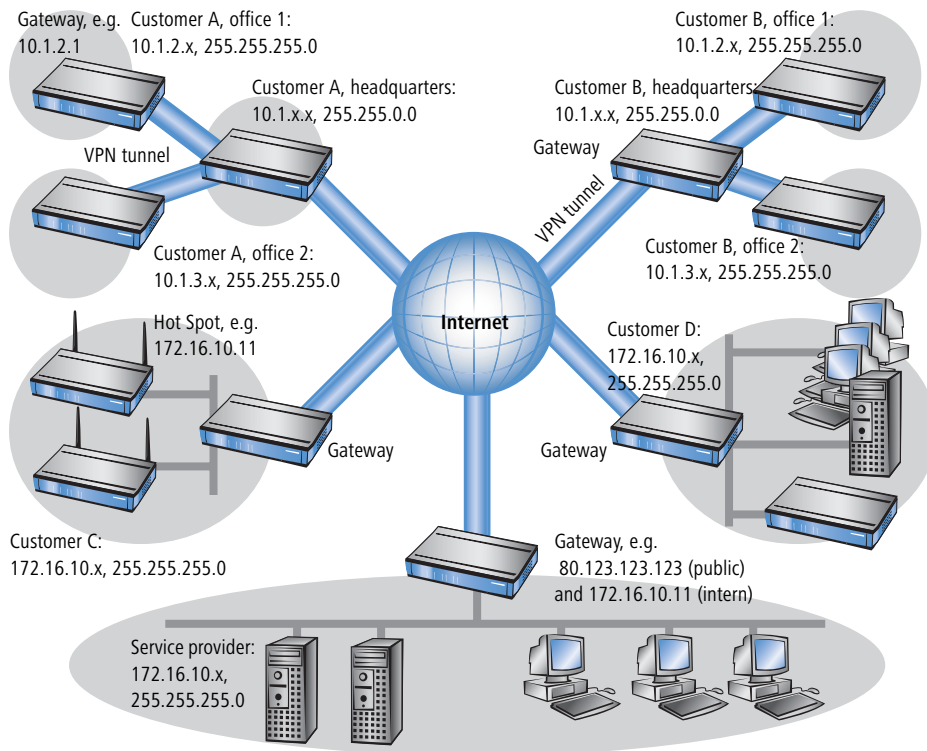 Gateway, e.g.
10.1.2.1
Customer A, office 1:
10.1.2.x, 255.255.255.0
Customer B, office 1:
10.1.2.x, 255.255.255.0
Customer A, headquarters:
10.1.x.x, 255.255.0.0
Customer B, headquarters:
10.1.x.x, 255.255.0.0
Gateway
VPN tunnel
VPN tunnel
Customer A, office 2:
10.1.3.x, 255.255.255.0
Customer B, office 2:
10.1.3.x, 255.255.255.0
Hot Spot, e.g.
172.16.10.11
Internet
Customer D:
172.16.10.x,
255.255.255.0
Gateway
Gateway
Customer C:
172.16.10.x, 255.255.255.0
Gateway, e.g.
80.123.123.123 (public)
and 172.16.10.11 (intern)
Service provider:
172.16.10.x,
255.255.255.0